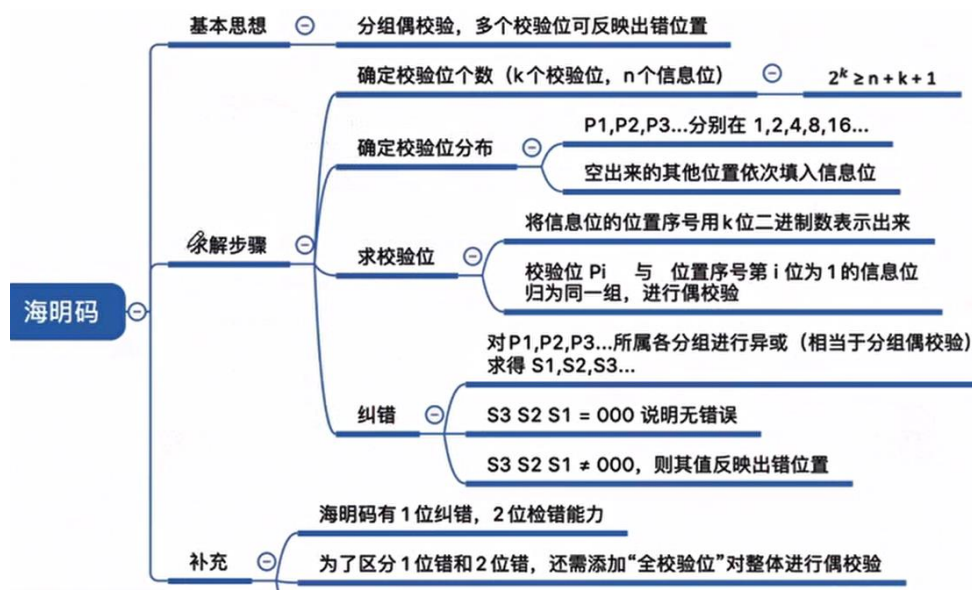 基本思想
分组偶校验，多个校验位可反映出错位置
确定校验位个数（k个校验位，n个信息位）
2ᵏ ≥ n + k + 1
确定校验位分布
P1,P2,P3...分别在 1,2,4,8,16...
空出来的其他位置依次填入信息位
求解步骤
求校验位
将信息位的位置序号用k位二进制数表示出来
校验位 Pi 与 位置序号第 i 位为1的信息位
归为同一组，进行偶校验
海明码
纠错
对P1,P2,P3...所属各分组进行异或（相当于分组偶校验）
求得 S1,S2,S3...
S3 S2 S1 = 000 说明无错误
S3 S2 S1 ≠ 000，则其值反映出错位置
补充
海明码有1位纠错，2位检错能力
为了区分1位错和2位错，还需添加“全校验位”对整体进行偶校验